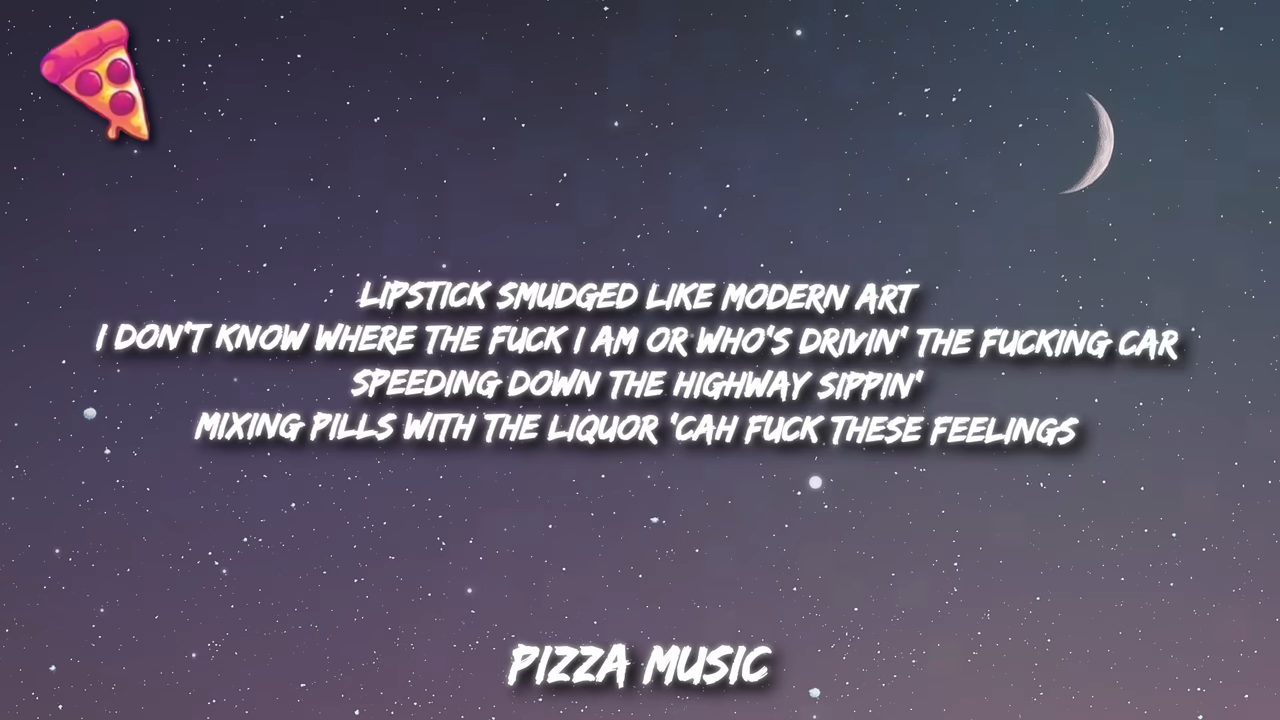 LIPSTICK SMUDGED LIKE MODERN ART
I DON'T KNOW WHERE THE FUCK I AM OR WHO'S DRIVIN' THE FUCKING CAR
SPEEDING DOWN THE HIGHWAY SIPPIN'
MIXING PILLS WITH THE LIQUOR 'CAH FUCK THESE FEELINGS
PIZZA MUSIC